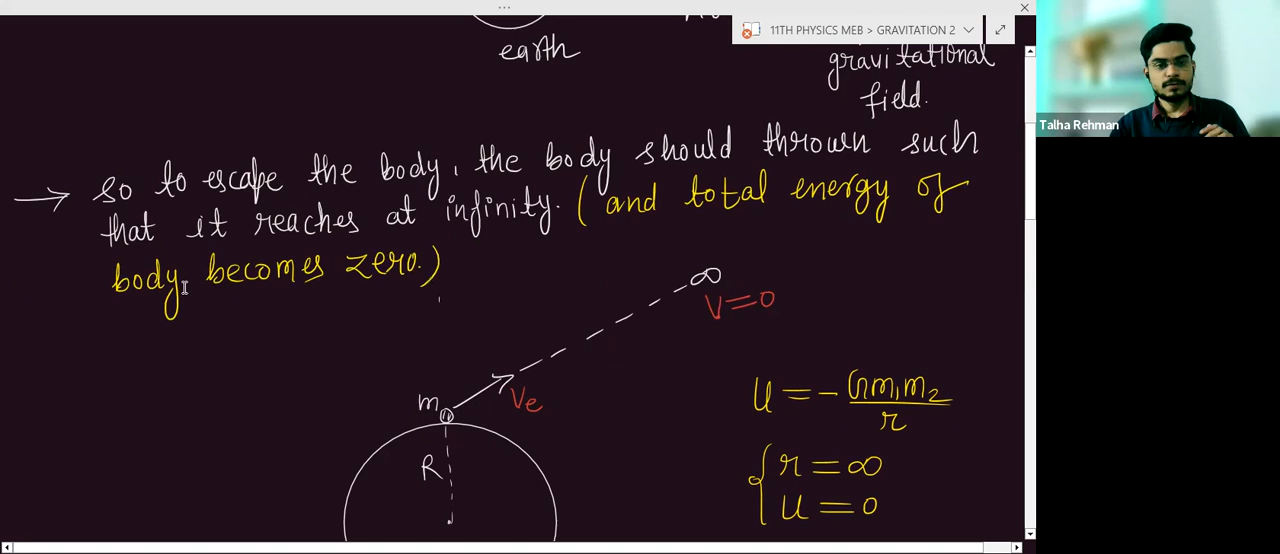 11TH PHYSICS MEB > GRAVITATION 2
earth
gravitational
field.
Talha Rehman
→ so to escape the body, the body should thrown such
that it reaches at infinity. (and total energy of
body becomes zero.)
∞
V=0
m
Ve
U = - Gm₁m₂
r
R
r = ∞
U = 0